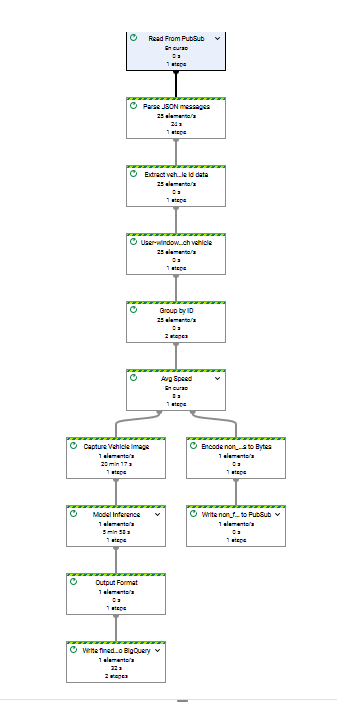 Read From PubSub
En curso
0 s
1 etapa
Parse JSON messages
25 elemento/s
24 s
1 etapa
Extract veh...le id data
25 elemento/s
0 s
1 etapa
User-window...ch vehicle
25 elemento/s
0 s
1 etapa
Group by ID
25 elemento/s
0 s
2 etapas
Avg Speed
En curso
8 s
1 etapa
Capture Vehicle Image
1 elemento/s
20 min 17 s
1 etapa
Encode non_...s to Bytes
1 elemento/s
0 s
1 etapa
Model Inference
1 elemento/s
5 min 58 s
1 etapa
Write non_f... to PubSub
1 elemento/s
0 s
1 etapa
Output Format
1 elemento/s
0 s
1 etapa
Write fined...o BigQuery
1 elemento/s
22 s
2 etapas